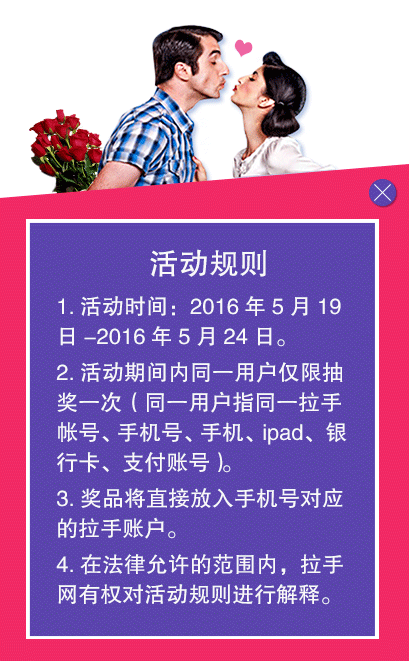 活动规则
1. 活动时间：2016 年 5 月 19
日 –2016 年 5 月 24 日。
2. 活动期间内同一用户仅限抽
奖一次（同一用户指同一拉手
帐号、手机号、手机、ipad、银
行卡、支付账号）。
3. 奖品将直接放入手机号对应
的拉手账户。
4. 在法律允许的范围内，拉手
网有权对活动规则进行解释。